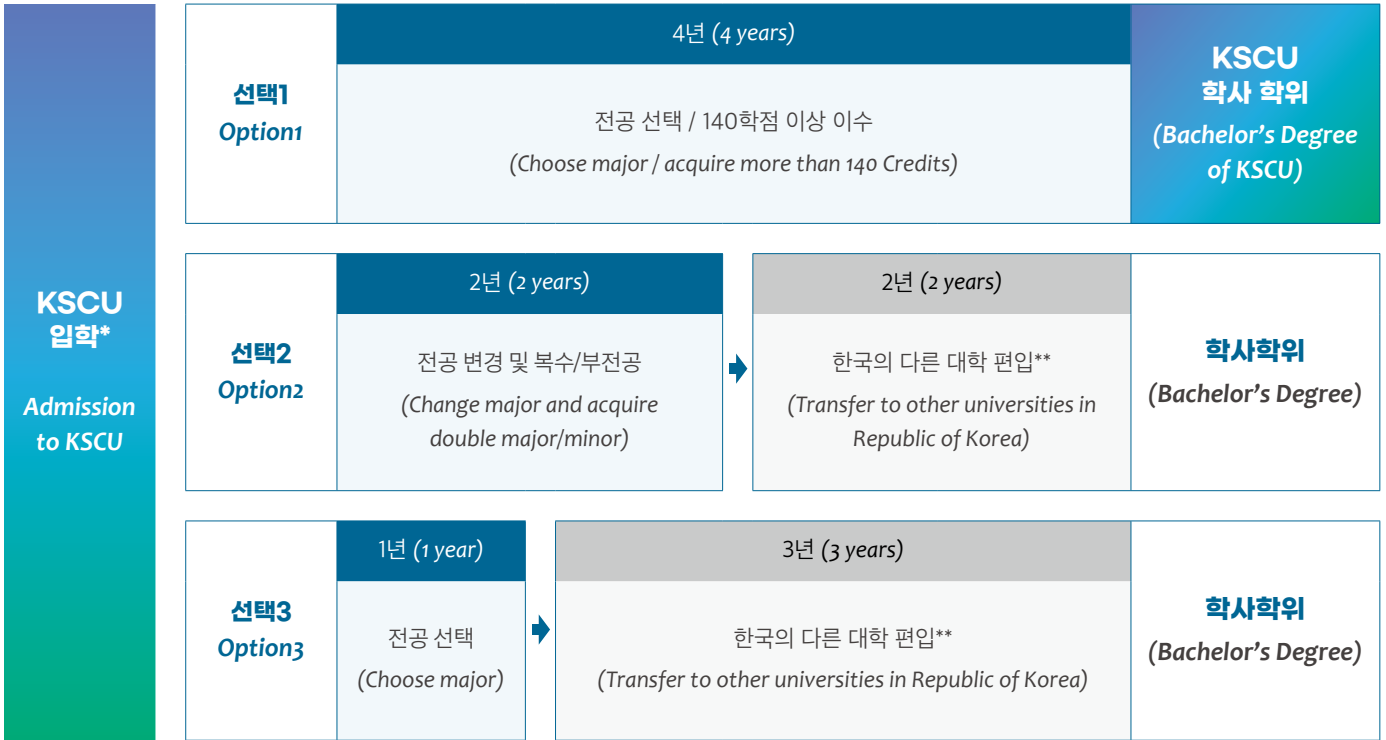 KSCU
입학*
Admission
to KSCU
선택1
Option1
4년 (4 years)
전공 선택 / 140학점 이상 이수
(Choose major / acquire more than 140 Credits)
KSCU
학사 학위
(Bachelor's Degree
of KSCU)
선택2
Option2
2년 (2 years)
전공 변경 및 복수/부전공
(Change major and acquire
double major/minor)
2년 (2 years)
한국의 다른 대학 편입**
(Transfer to other universities in
Republic of Korea)
학사학위
(Bachelor's Degree)
선택3
Option3
1년 (1 year)
전공 선택
(Choose major)
3년 (3 years)
한국의 다른 대학 편입**
(Transfer to other universities in Republic of Korea)
학사학위
(Bachelor's Degree)